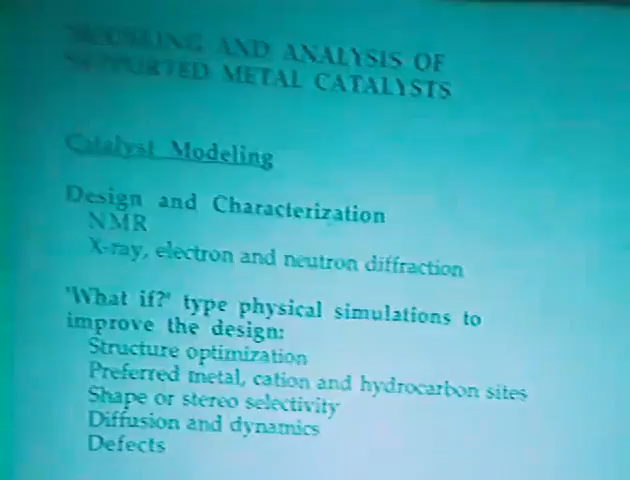 MODELING AND ANALYSIS OF
SUPPORTED METAL CATALYSTS
Catalyst Modeling
Design and Characterization
NMR
X-ray, electron and neutron diffraction
"What if?" type physical simulations to
improve the design:
Structure optimization
Preferred metal, cation and hydrocarbon sites
Shape or stereo selectivity
Diffusion and dynamics
Defects